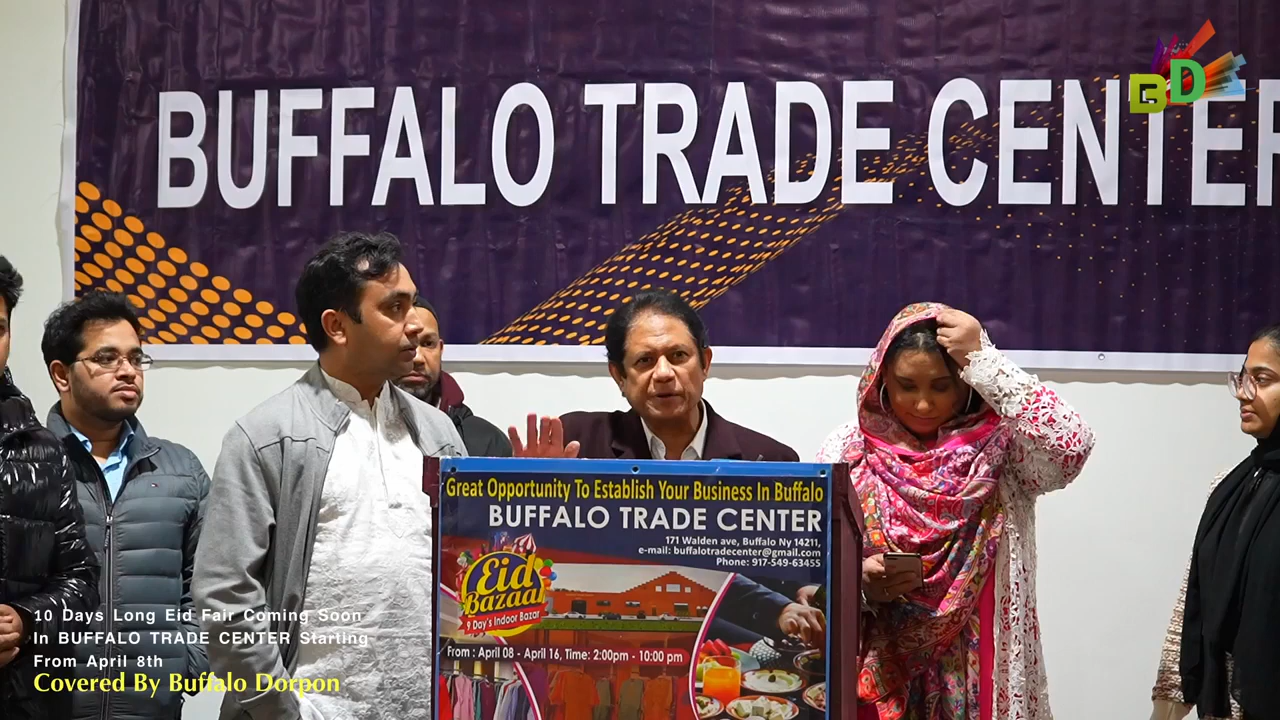 BUFFALO TRADE CENTER
BD
Great Opportunity To Establish Your Business In Buffalo
BUFFALO TRADE CENTER
171 Walden ave, Buffalo Ny 14211,
e-mail: buffalotradecenter@gmail.com
Phone: 917-549-63455
Eid
Bazaar
9 Day's Indoor Bazar
From : April 08 - April 16, Time: 2:00pm - 10:00 pm
10 Days Long Eid Fair Coming Soon
In BUFFALO TRADE CENTER Starting
From April 8th
Covered By Buffalo Dorpon